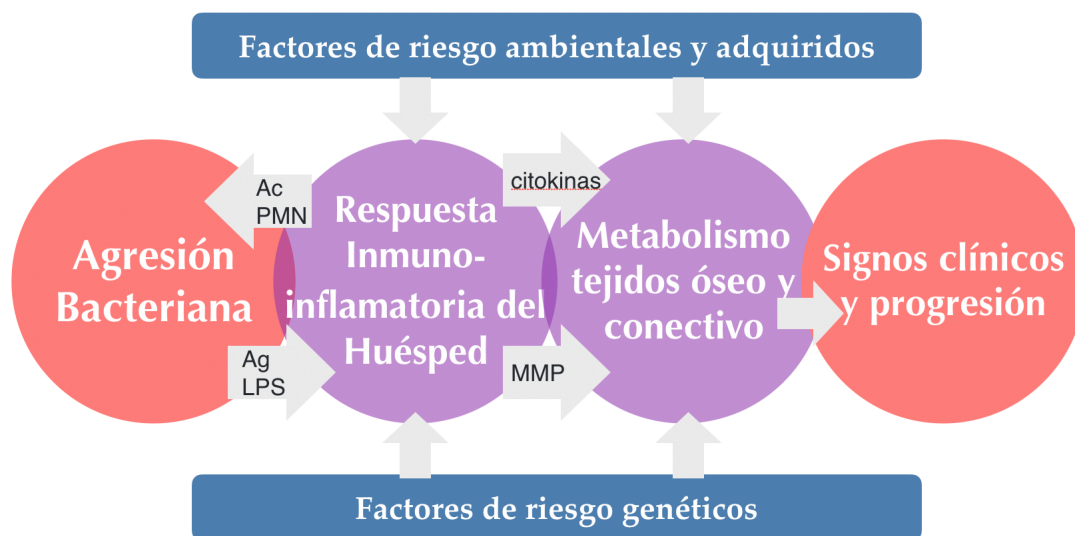 Factores de riesgo ambientales y adquiridos
Agresión
Bacteriana
Ac
PMN
Ag
LPS
Respuesta
Inmuno-
inflamatoria del
Huésped
citokinas
MMP
Metabolismo
tejidos óseo y
conectivo
Signos clínicos
y progresión
Factores de riesgo genéticos